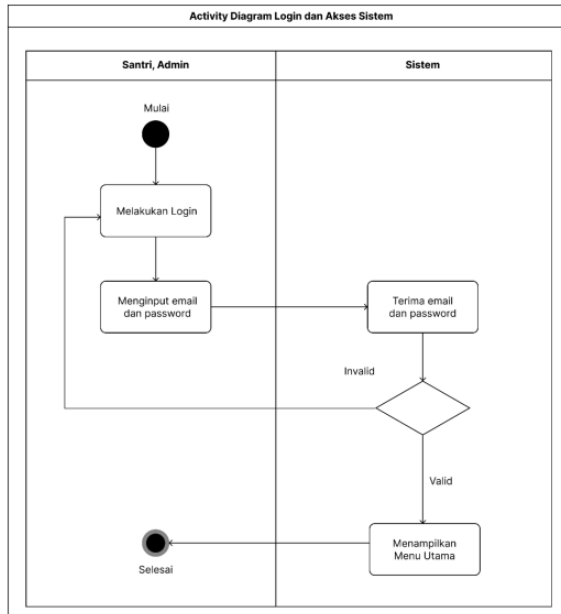 Activity Diagram Login dan Akses Sistem
Santri, Admin
Sistem
Mulai
Melakukan Login
Menginput email
dan password
Terima email
dan password
Invalid
Valid
Menampilkan
Menu Utama
Selesai